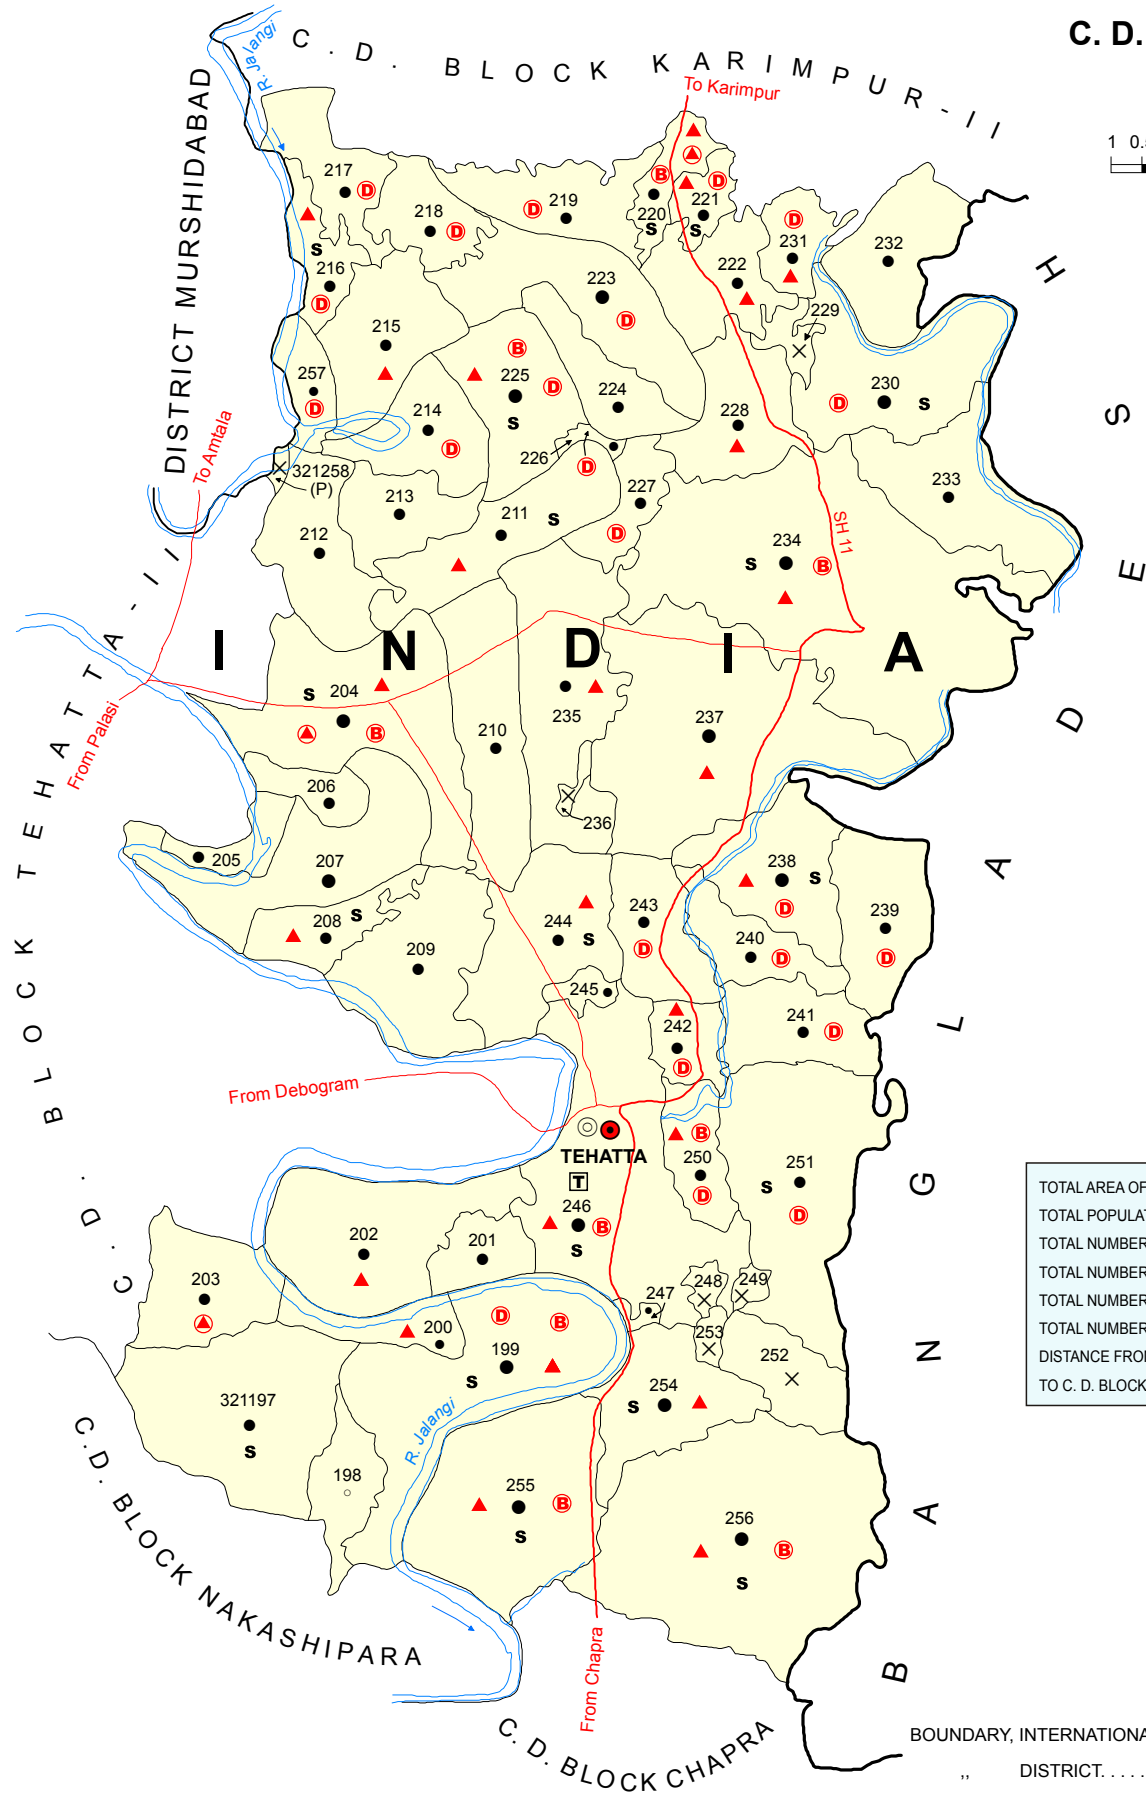 C. D.
C. D. BLOCK KARIMPUR-II
1 0.5
R. Jalangi
DISTRICT MURSHIDABAD
To Karimpur
217
D
218
D
D
219
B
220
S
D
221
S
D
231
232
S
216
D
223
D
222
229
215
257
D
B
225
D
S
224
228
D
230
S
214
D
226
D
227
D
To Amtala
321258
(P)
213
211
S
212
233
SH 11
234
S
B
INDIA
BANGLADESH
C. D. BLOCK TEHATTA-II
From Palasi
S
204
B
235
210
237
236
206
205
207
208
S
209
244
S
243
D
238
S
D
239
D
240
D
245
242
D
241
D
From Debogram
TEHATTA
T
246
B
S
B
250
D
251
S
D
202
201
203
247
248
249
253
252
200
D
B
199
S
254
S
321197
S
R. Jalangi
198
255
B
S
256
B
S
C.D. BLOCK NAKASHIPARA
From Chapra
C. D. BLOCK CHAPRA
TOTAL AREA OF
TOTAL POPULAT
TOTAL NUMBER
TOTAL NUMBER
TOTAL NUMBER
TOTAL NUMBER
DISTANCE FROM
TO C. D. BLOCK
BOUNDARY, INTERNATIONA
,, DISTRICT. . . . .